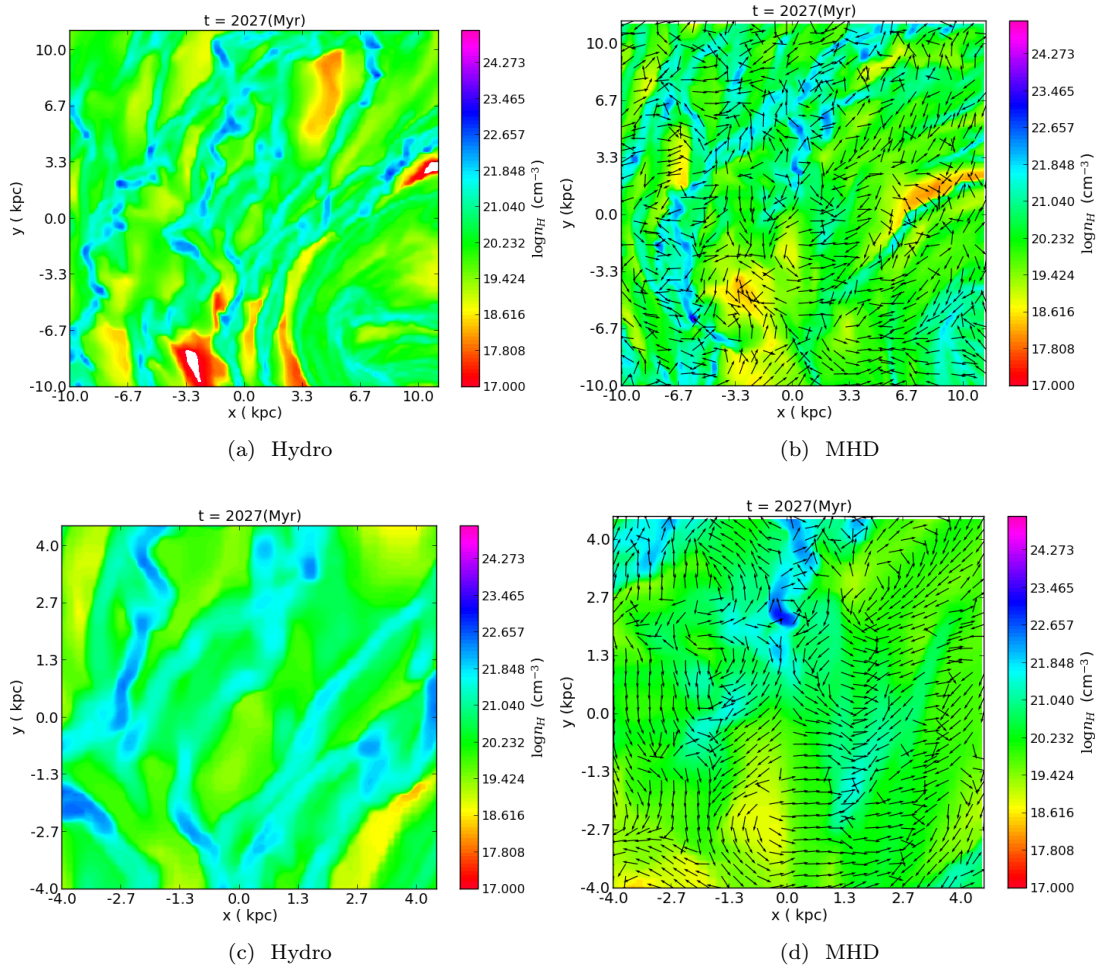 t = 2027(Myr)
10.0
6.7
3.3
0.0
-3.3
-6.7
-10.0
y ( kpc)
-10.0 -6.7 -3.3 0.0 3.3 6.7 10.0
x ( kpc)
24.273
23.465
22.657
21.848
21.040
20.232
19.424
18.616
17.808
17.000
log n_H (cm⁻³)
(a) Hydro
t = 2027(Myr)
10.0
6.7
3.3
0.0
-3.3
-6.7
-10.0
y (kpc)
-10.0 -6.7 -3.3 0.0 3.3 6.7 10.0
x ( kpc)
24.273
23.465
22.657
21.848
21.040
20.232
19.424
18.616
17.808
17.000
log n_H (cm⁻³)
(b) MHD
t = 2027(Myr)
4.0
2.7
1.3
0.0
-1.3
-2.7
-4.0
y ( kpc)
-4.0 -2.7 -1.3 0.0 1.3 2.7 4.0
x ( kpc)
24.273
23.465
22.657
21.848
21.040
20.232
19.424
18.616
17.808
17.000
log n_H (cm⁻³)
(c) Hydro
t = 2027(Myr)
4.0
2.7
1.3
0.0
-1.3
-2.7
-4.0
y (kpc)
-4.0 -2.7 -1.3 0.0 1.3 2.7 4.0
x ( kpc)
24.273
23.465
22.657
21.848
21.040
20.232
19.424
18.616
17.808
17.000
log n_H (cm⁻³)
(d) MHD